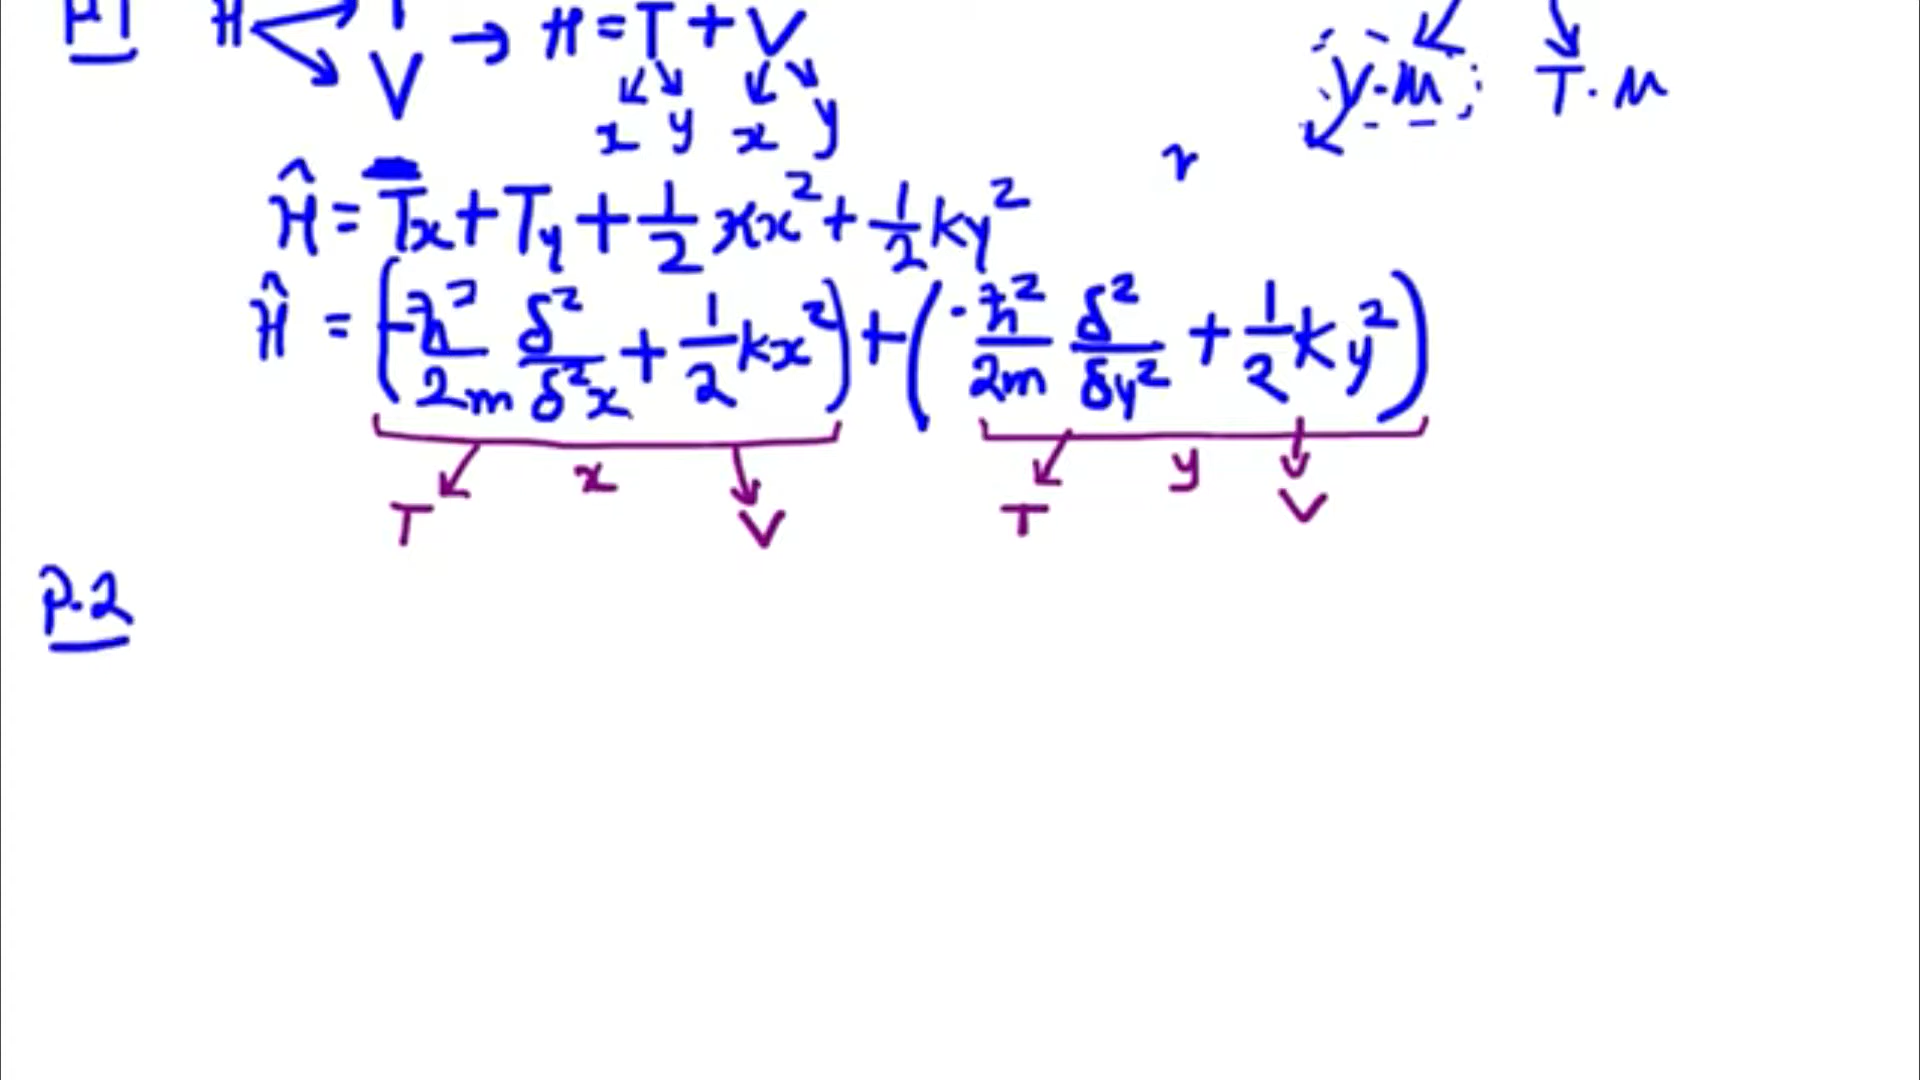 H T → H = T + V
V
x y x y
V.M T.M
r
Ĥ = Tx + Ty + 1/2 kx² + 1/2 ky²
Ĥ = (-ħ²/2m δ²/δ²x + 1/2 kx²) + (-ħ²/2m δ²/δy² + 1/2 ky²)
x y
T V T V
P.2